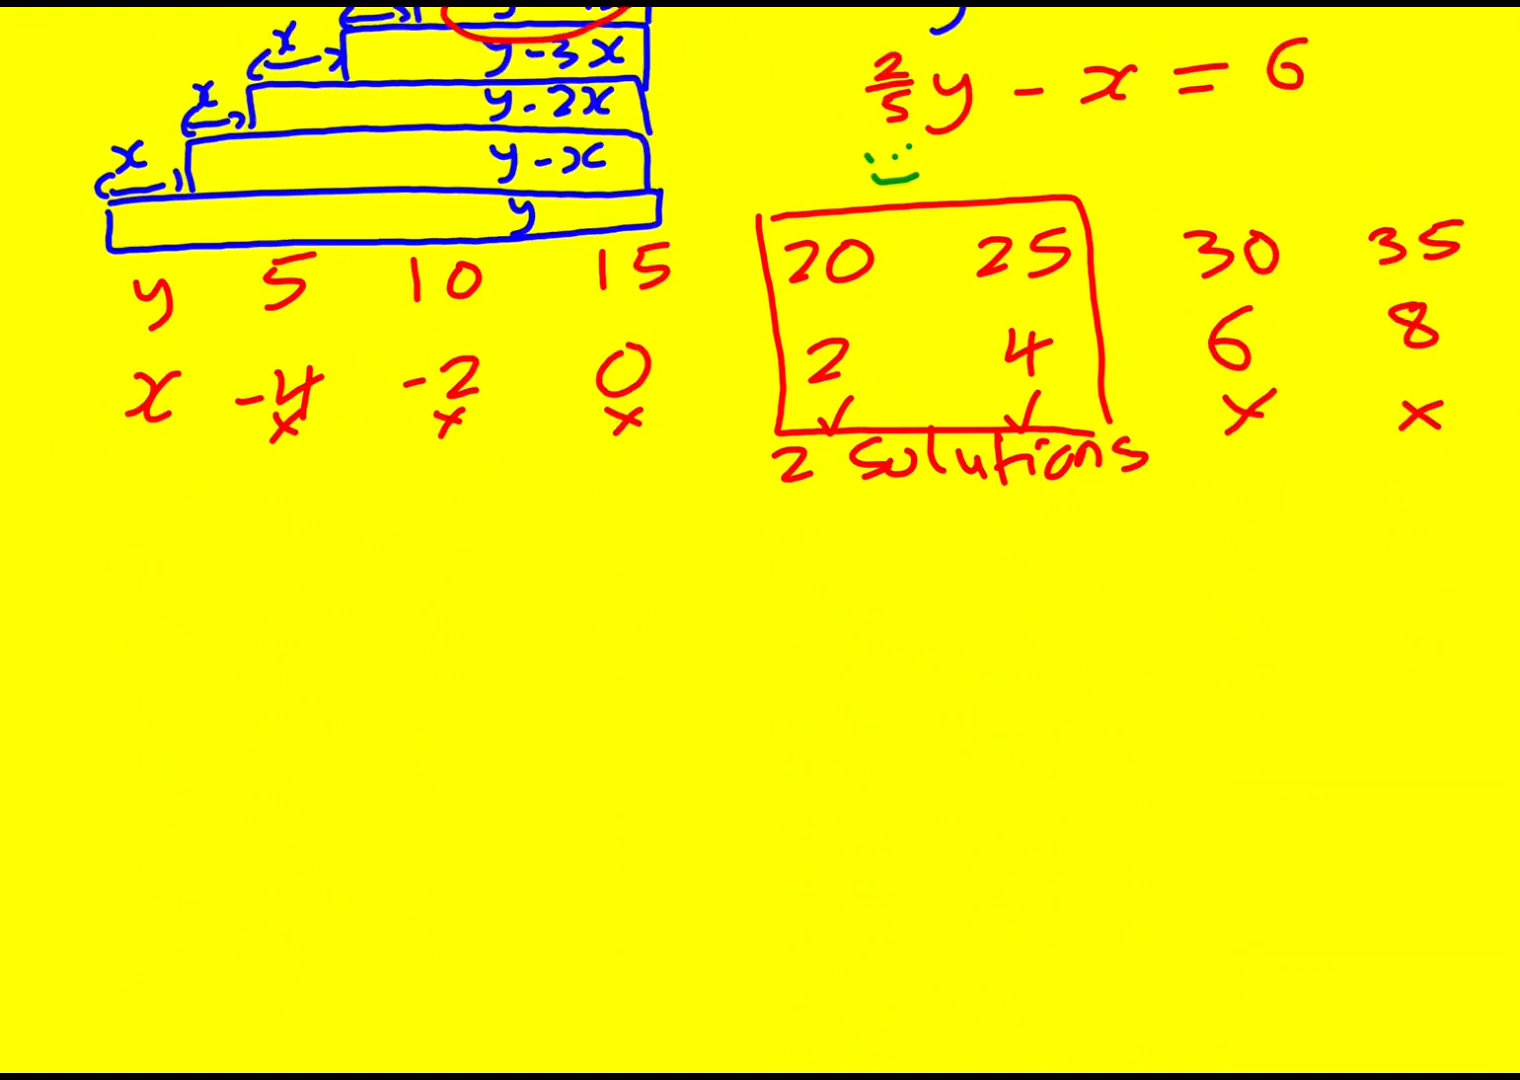 y - 3x
x
y - 2x
x
y - x
x
y
2/5 y - x = 6
y 5 10 15 20 25 30 35
x -4 -2 0 2 4 6 8
x x x ✓ ✓ x x
2 solutions